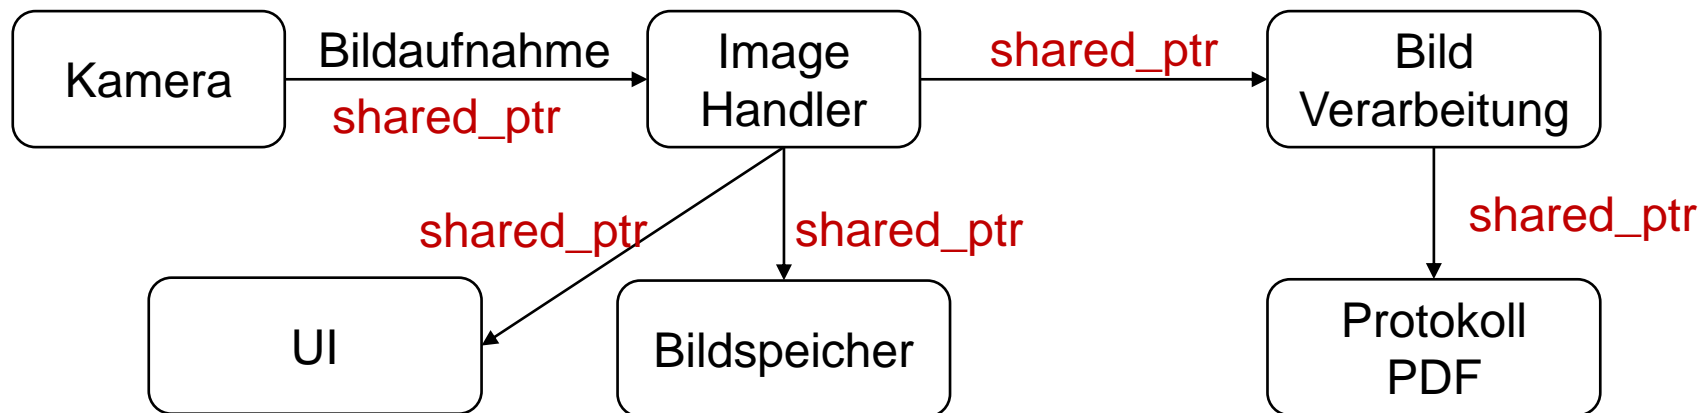 Kamera
Bildaufnahme
shared_ptr
Image
Handler
shared_ptr
Bild
Verarbeitung
shared_ptr
shared_ptr
shared_ptr
UI
Bildspeicher
Protokoll
PDF